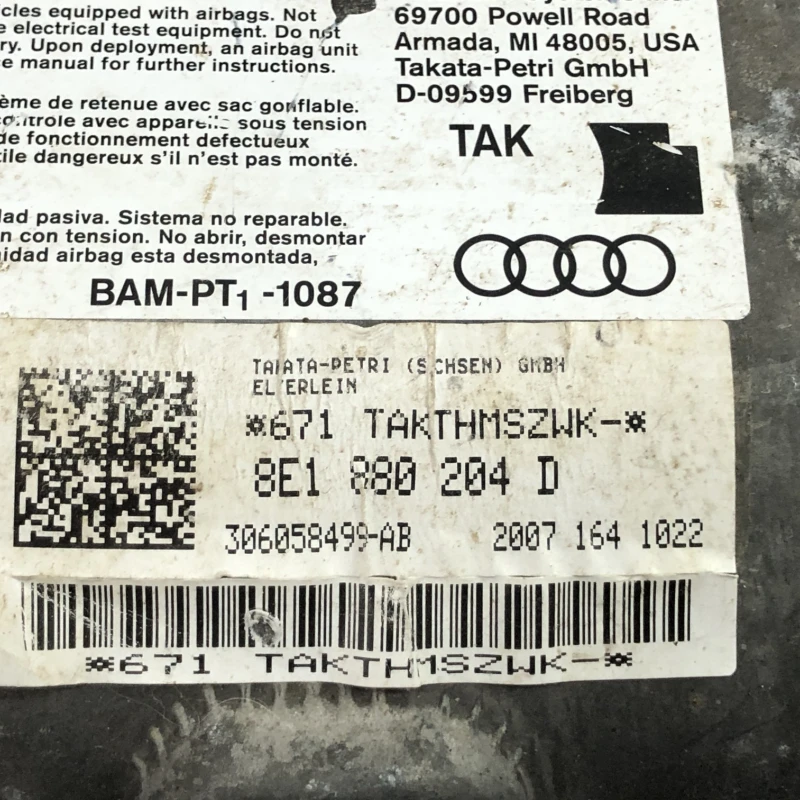 cles equipped with airbags. Not
e electrical test equipment. Do not
ry. Upon deployment, an airbag unit
e manual for further instructions.
69700 Powell Road
Armada, MI 48005, USA
Takata-Petri GmbH
D-09599 Freiberg
ème de retenue avec sac gonflable.
contrôle avec appareils sous tension
de fonctionnement defectueux
tile dangereux s'il n'est pas monté.
TAK
dad pasiva. Sistema no reparable.
n con tension. No abrir, desmontar
nidad airbag esta desmontada,
BAM-PT1 -1087
TAKATA-PETRI (SACHSEN) GMBH
ELTERLEIN
*671 TAKTHMSZWK-*
8E1 880 204 D
306058499-AB 2007 164 1022
*671 TAKTHMSZWK-*